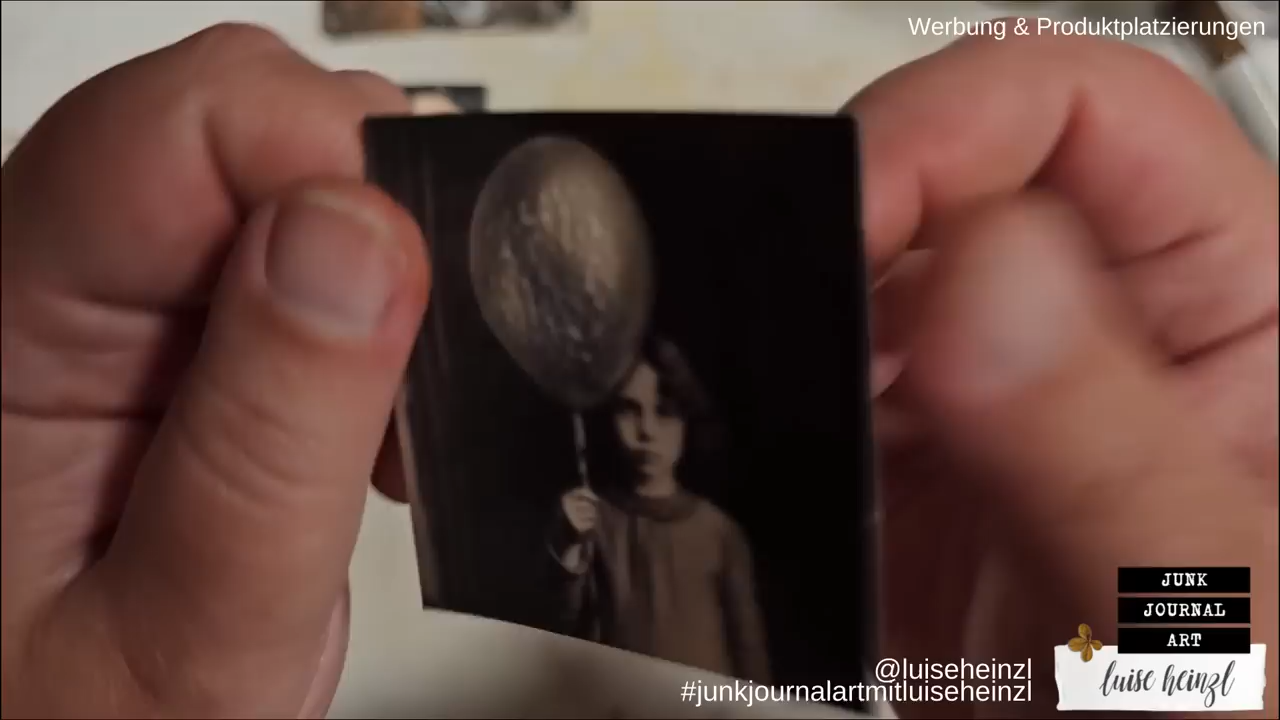 Werbung & Produktplatzierungen
JUNK
JOURNAL
ART
@luiseheinzl
#junkjournalartmitluiseheinzl
luise heinzl